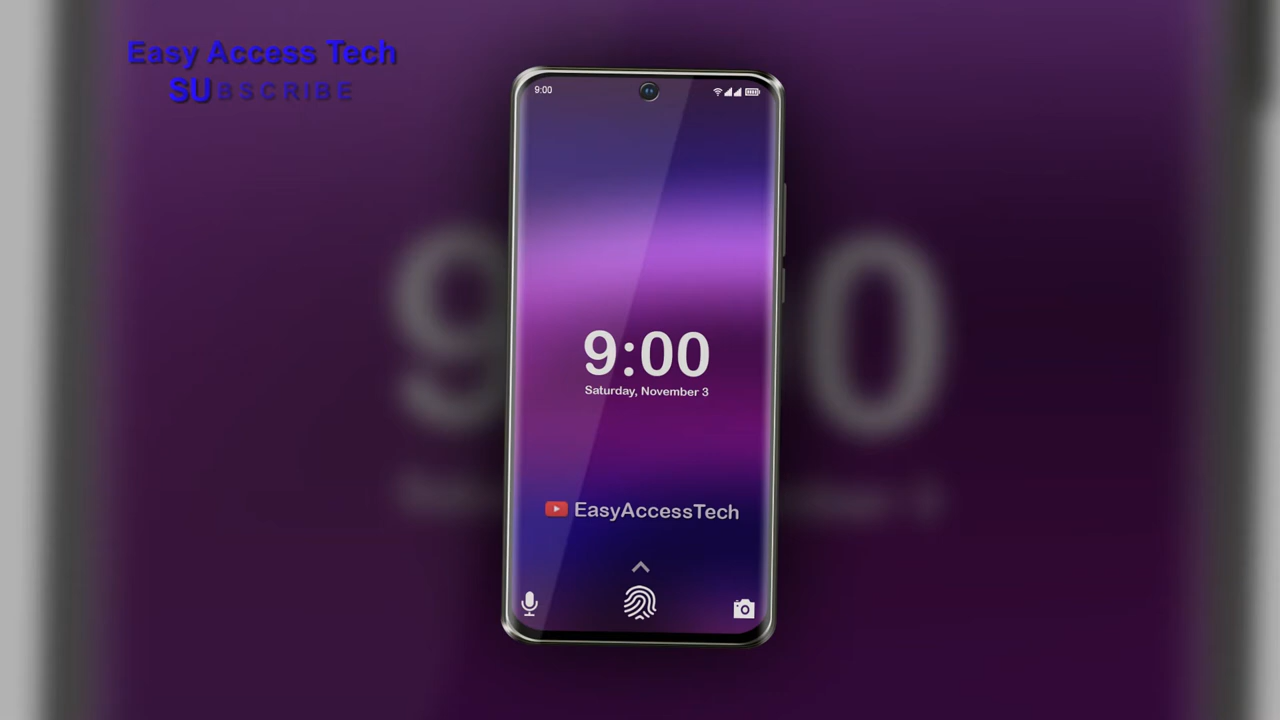 Easy Access Tech
SUBSCRIBE
9:00
9:00
Saturday, November 3
EasyAccessTech